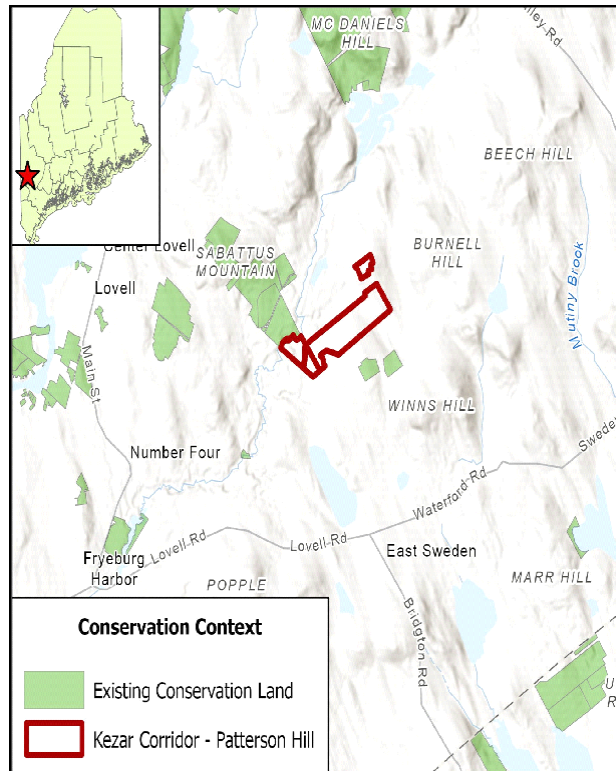 MC DANIELS
HILL
BEECH HILL
Mutiny Brook
Center Lovell
SABATTUS
MOUNTAIN
BURNELL
HILL
Lovell
Main St
WINNS HILL
Number Four
Waterford Rd
Lovell Rd
Lovell Rd
East Sweden
Fryeburg
Harbor
POPPLE
MARR HILL
Bridgton Rd
Conservation Context
Existing Conservation Land
Kezar Corridor - Patterson Hill